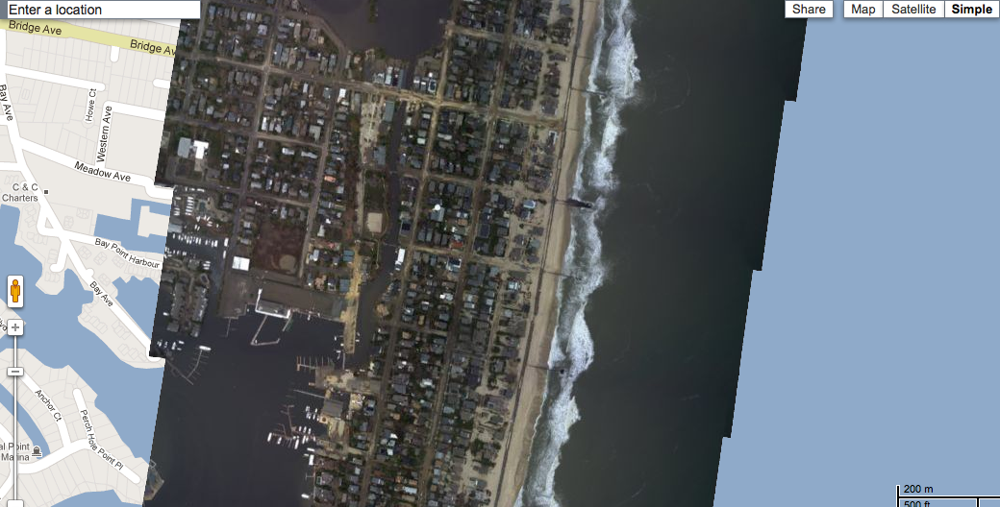 Enter a location
Share
Map
Satellite
Simple
Bridge Ave
Bridge Av
Bay Ave
Howe Ct
Western Ave
Meadow Ave
C & C
Charters
Bay Point Harbour
Bay Ave
Anchor Ct
Perch Hole Point Pl
al Point
Marina
200 m
500 ft